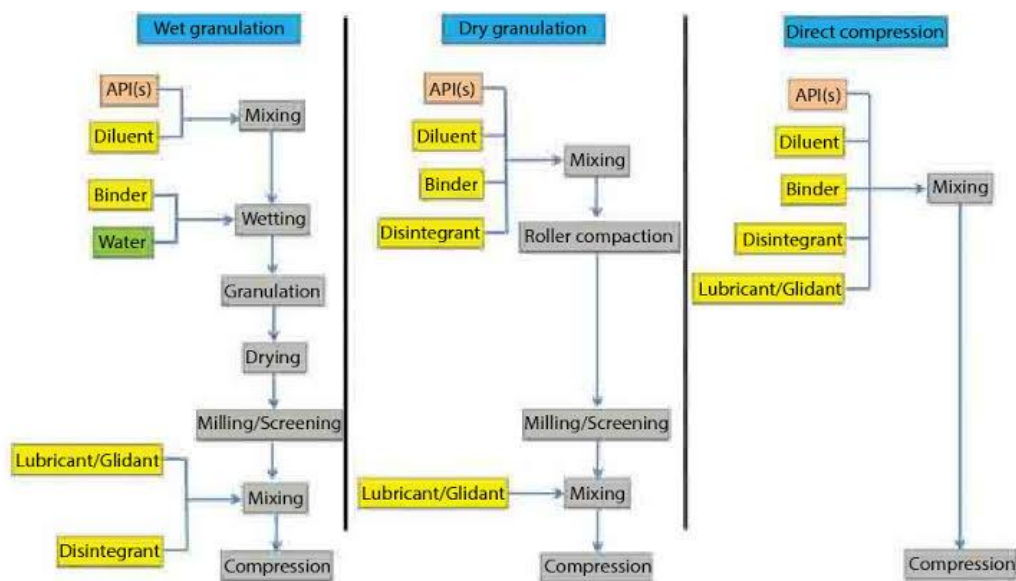 Wet granulation
API(s)
Diluent
Mixing
Binder
Water
Wetting
Granulation
Drying
Milling/Screening
Lubricant/Glidant
Disintegrant
Mixing
Compression
Dry granulation
API(s)
Diluent
Binder
Disintegrant
Mixing
Roller compaction
Milling/Screening
Lubricant/Glidant
Mixing
Compression
Direct compression
API(s)
Diluent
Binder
Disintegrant
Lubricant/Glidant
Mixing
Compression